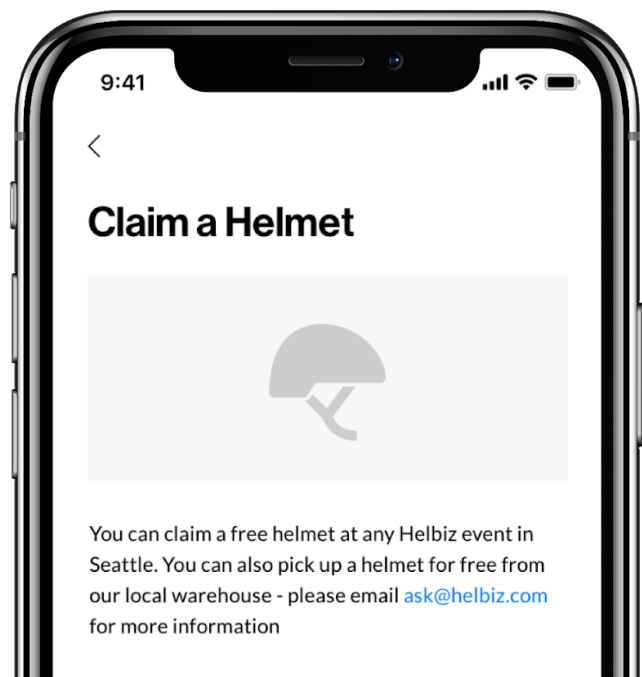 9:41
Claim a Helmet
You can claim a free helmet at any Helbiz event in
Seattle. You can also pick up a helmet for free from
our local warehouse - please email ask@helbiz.com
for more information